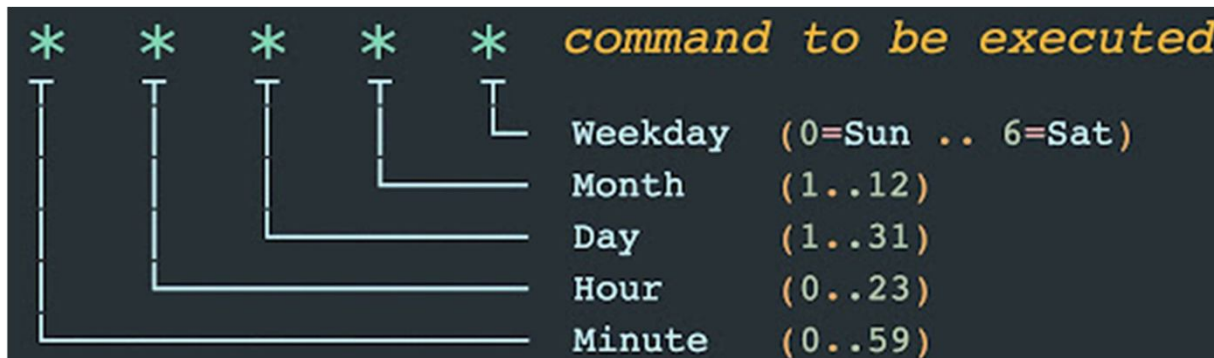 * * * * * command to be executed
Weekday (0=Sun .. 6=Sat)
Month (1..12)
Day (1..31)
Hour (0..23)
Minute (0..59)